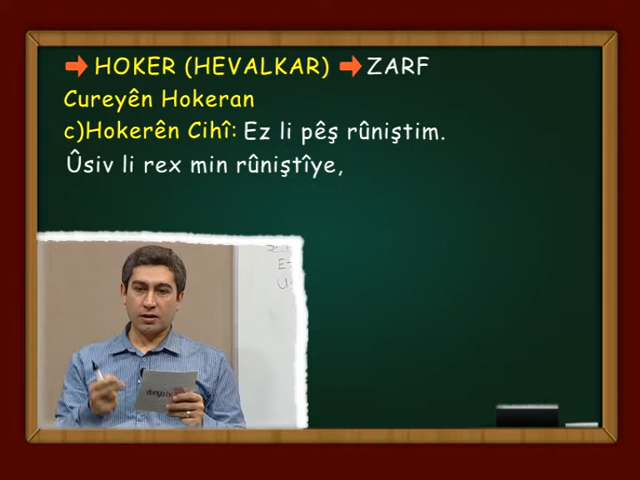 HOKER (HEVALKAR) ZARF
Cureyên Hokeran
c)Hokerên Cihî: Ez li pêş rûniştim.
Ûsiv li rex min rûniştîye,